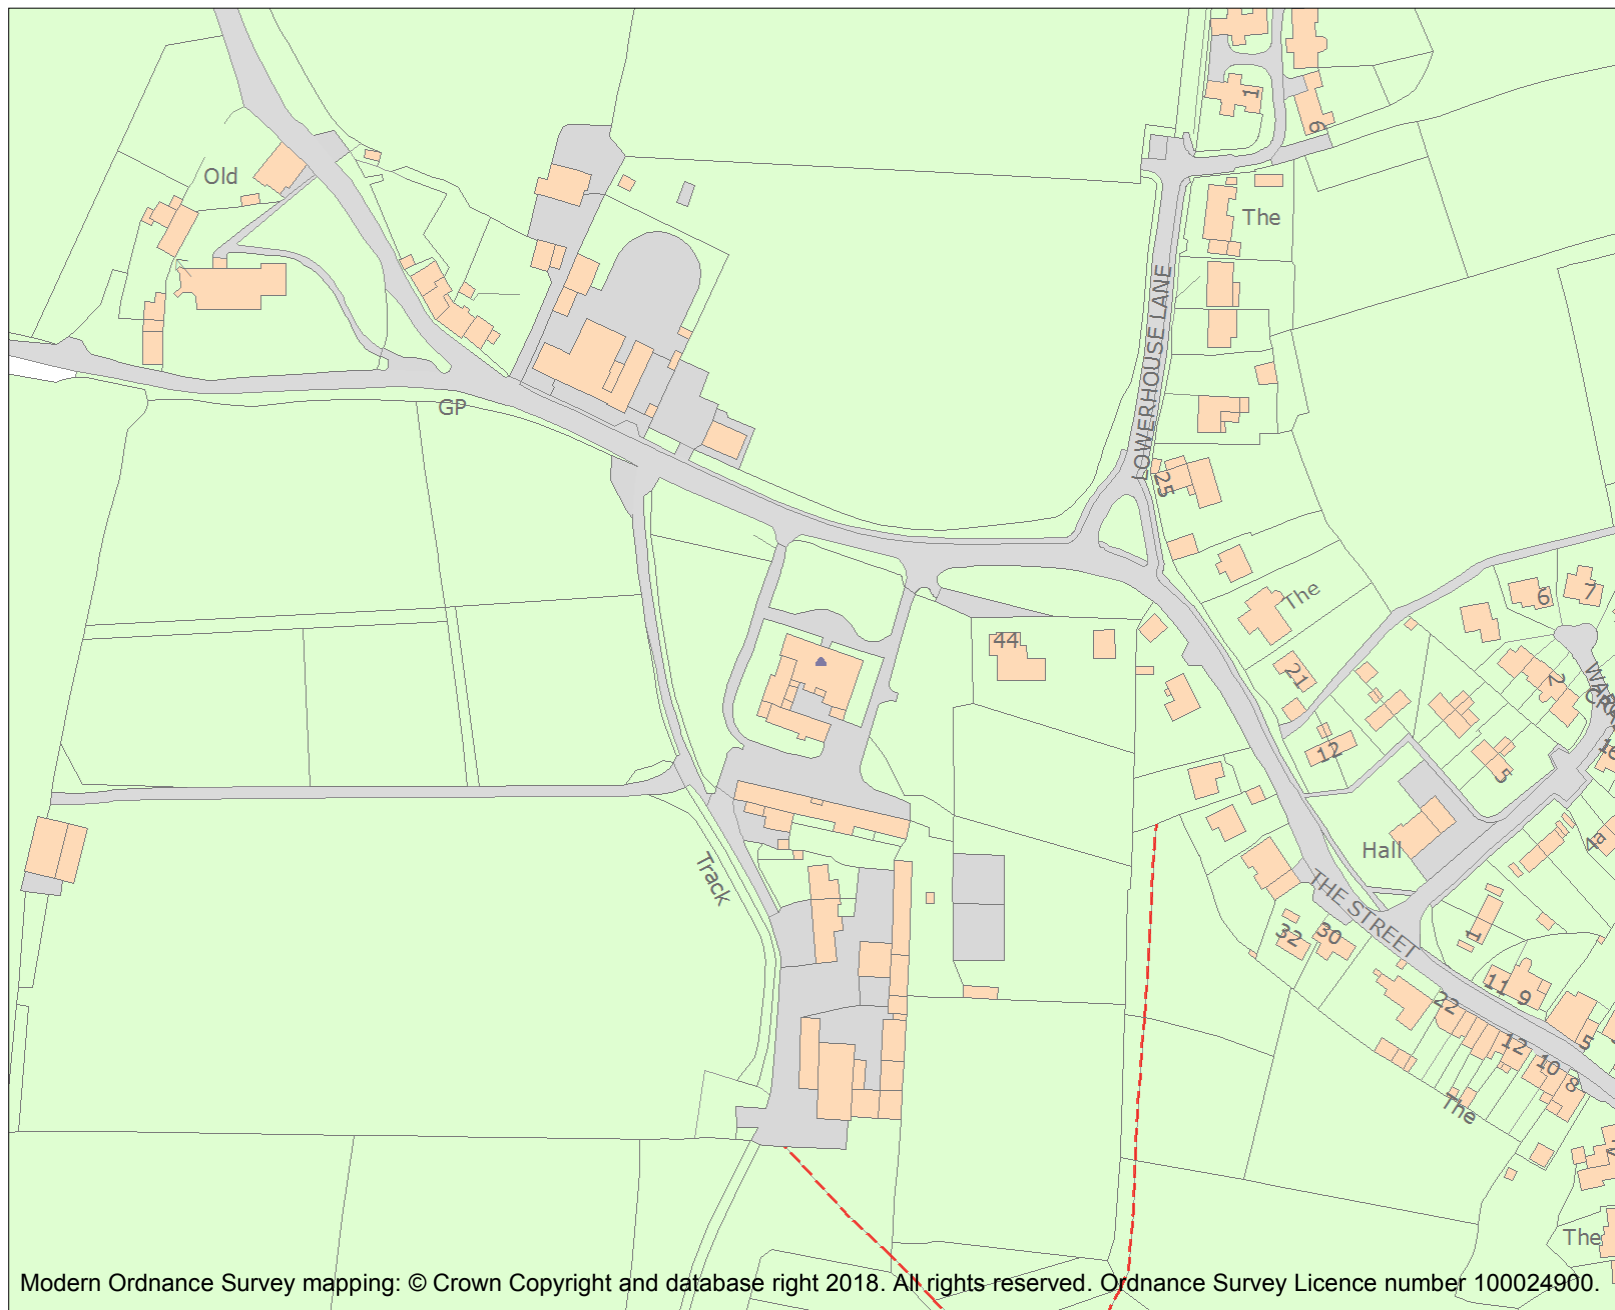 1
6
Old
The
LOWERHOUSE LANE
GP
25
The
6
7
44
21
2
12
5
Hall
4a
Track
THE STREET
32
30
1
11
9
22
5
12
10
8
The
The
Modern Ordnance Survey mapping: © Crown Copyright and database right 2018. All rights reserved. Ordnance Survey Licence number 100024900.